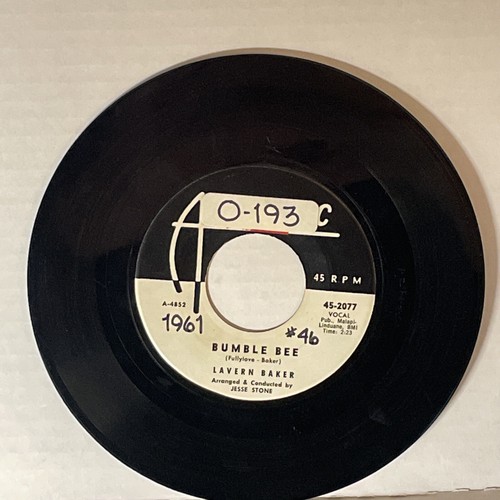 A O-193 C
45 RPM
A-4852
45-2077
VOCAL
Pub., Malapi-
Linduane, BMI
Time: 2:23
1961
#46
BUMBLE BEE
(Fullylove - Baker)
LAVERN BAKER
Arranged & Conducted by
JESSE STONE